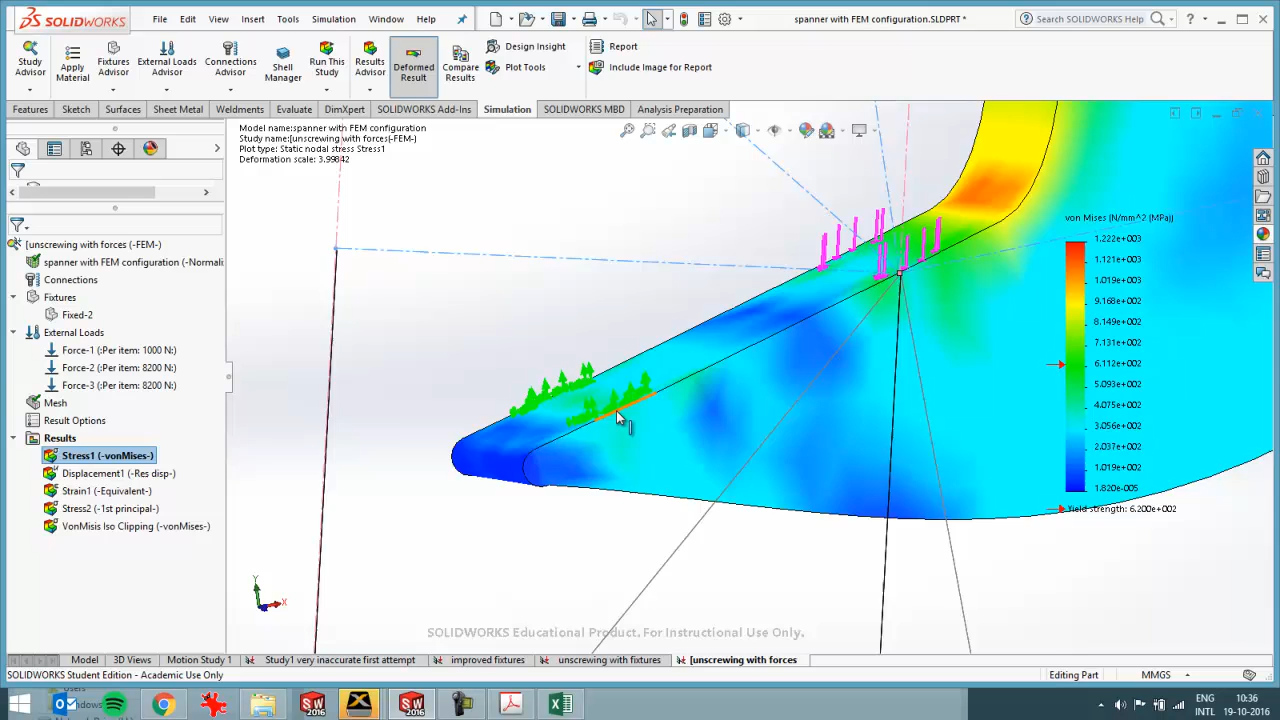 SOLIDWORKS File Edit View Insert Tools Simulation Window Help spanner with FEM configuration.SLDPRT * Search SOLIDWORKS Help
Study Advisor
Apply Material
Fixtures Advisor
External Loads Advisor
Connections Advisor
Shell Manager
Run This Study
Results Advisor
Deformed Result
Compare Results
Design Insight
Plot Tools
Report
Include Image for Report
Features Sketch Surfaces Sheet Metal Weldments Evaluate DimXpert SOLIDWORKS Add-Ins Simulation SOLIDWORKS MBD Analysis Preparation
Model name:spanner with FEM configuration
Study name:[unscrewing with forces(-FEM-)
Plot type: Static nodal stress Stress1
Deformation scale: 3.99842
[unscrewing with forces (-FEM-)
spanner with FEM configuration (-Normali
Connections
Fixtures
Fixed-2
External Loads
Force-1 (:Per item: 1000 N:)
Force-2 (:Per item: 8200 N:)
Force-3 (:Per item: 8200 N:)
Mesh
Result Options
Results
Stress1 (-vonMises-)
Displacement1 (-Res disp-)
Strain1 (-Equivalent-)
Stress2 (-1st principal-)
VonMisis Iso Clipping (-vonMises-)
von Mises (N/mm^2 (MPa))
1.222e+003
1.121e+003
1.019e+003
9.168e+002
8.149e+002
7.131e+002
6.112e+002
5.093e+002
4.075e+002
3.056e+002
2.037e+002
1.019e+002
1.820e-005
Yield strength: 6.200e+002
Y
X
SOLIDWORKS Educational Product. For Instructional Use Only.
Model 3D Views Motion Study 1 Study1 very inaccurate first attempt improved fixtures unscrewing with fixtures [unscrewing with forces
SOLIDWORKS Student Edition - Academic Use Only Editing Part MMGS
SW 2016 SW 2016
ENG 10:36
INTL 19-10-2016